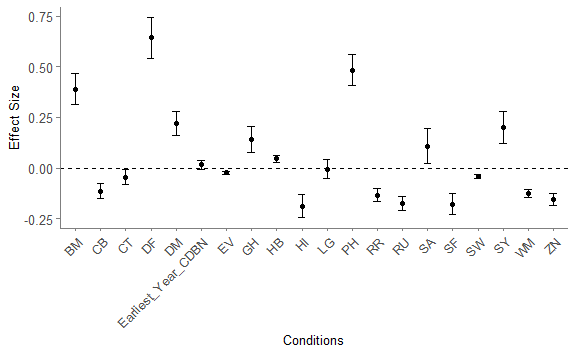 0.75
0.50
0.25
0.00
-0.25
Effect Size
BM
CB
CT
DF
DM
Earliest_Year_CDBN
EV
GH
HB
HI
LG
PH
RR
RU
SA
SF
SW
SY
WM
ZN
Conditions